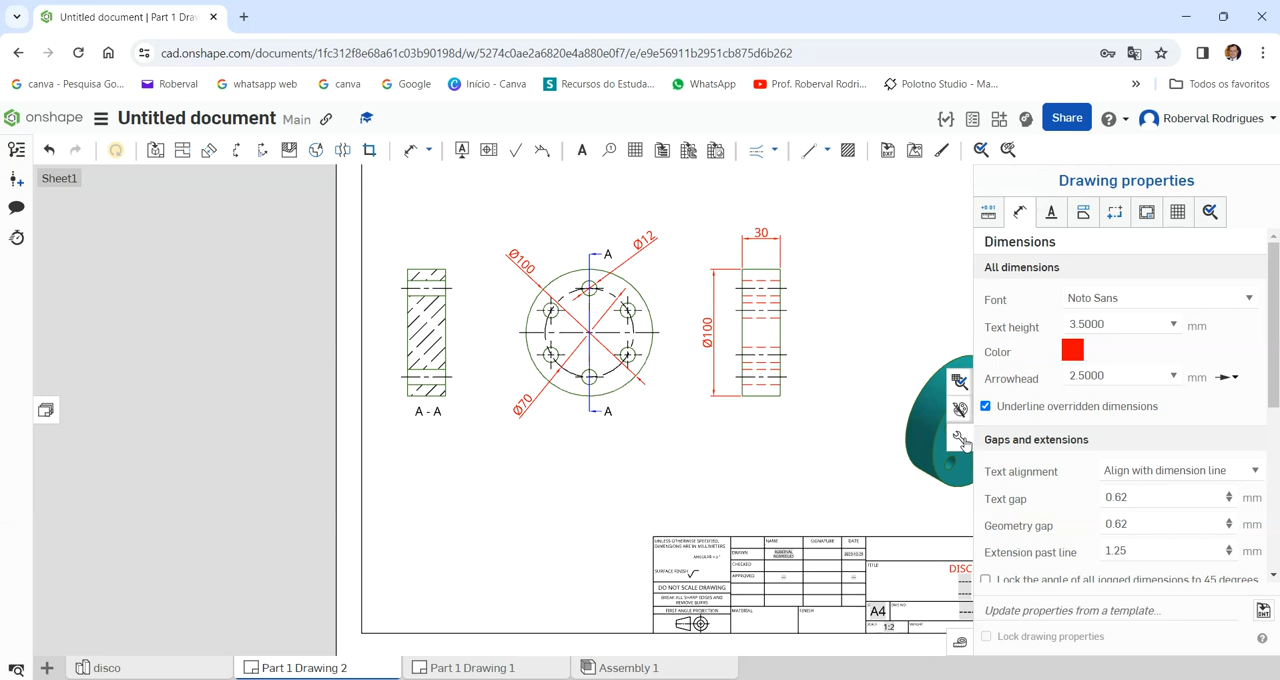 Untitled document | Part 1 Dra
cad.onshape.com/documents/1fc312f8e68a61c03b90198d/w/5274c0ae2a6820e4a880e0f7/e/e9e56911b2951cb875d6b262
canva - Pesquisa Go...
Roberval
whatsapp web
canva
Google
Início - Canva
Recursos do Estuda...
WhatsApp
Prof. Roberval Rodri...
Polotno Studio - Ma...
»
Todos os favoritos
onshape
Untitled document
Main
Share
Roberval Rodrigues
Sheet1
Drawing properties
Dimensions
All dimensions
Font
Noto Sans
Text height
3.5000
mm
Color
Arrowhead
2.5000
mm
Underline overridden dimensions
Gaps and extensions
Text alignment
Align with dimension line
Text gap
0.62
mm
Geometry gap
0.62
mm
Extension past line
1.25
mm
Lock the angle of all jogged dimensions to 45 degrees
Update properties from a template...
Lock drawing properties
A - A
Ø100
A
Ø12
Ø70
A
30
Ø100
UNLESS OTHERWISE SPECIFIED,
DIMENSIONS ARE IN MILLIMETERS
SURFACE FINISH
DO NOT SCALE DRAWING
BREAK ALL SHARP EDGES AND
REMOVE BURRS
FIRST ANGLE PROJECTION
NAME
SIGNATURE
DATE
DRAWN
ROBERVAL
RODRIGUES
CHECKED
APPROVED
MATERIAL
FINISH
TITLE
DISC
A4
SCALE
1:2
WEIGHT
disco
Part 1 Drawing 2
Part 1 Drawing 1
Assembly 1